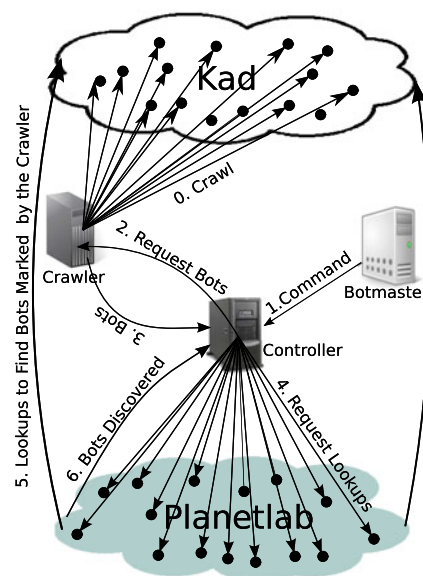 Kad
0. Crawl
2. Request Bots
1.Command
Crawler
Botmaste
3. Bots
Controller
5. Lookups to Find Bots Marked by the Crawler
6. Bots Discovered
4. Request Lookups
Planetlab